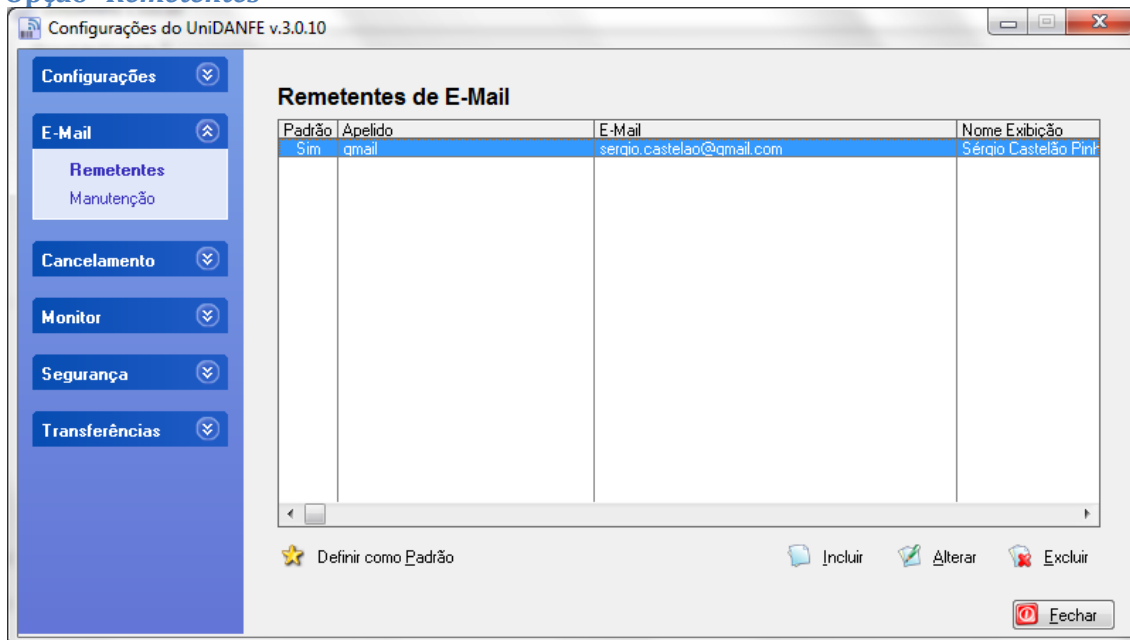 Opção "Remetentes"
Configurações do UniDANFE v.3.0.10
Configurações
E-Mail
Remetentes
Manutenção
Cancelamento
Monitor
Segurança
Transferências
Remetentes de E-Mail
Padrão Apelido E-Mail Nome Exibição
Sim gmail sergio.castelao@gmail.com Sérgio Castelão Pinh
Definir como Padrão Incluir Alterar Excluir
Fechar